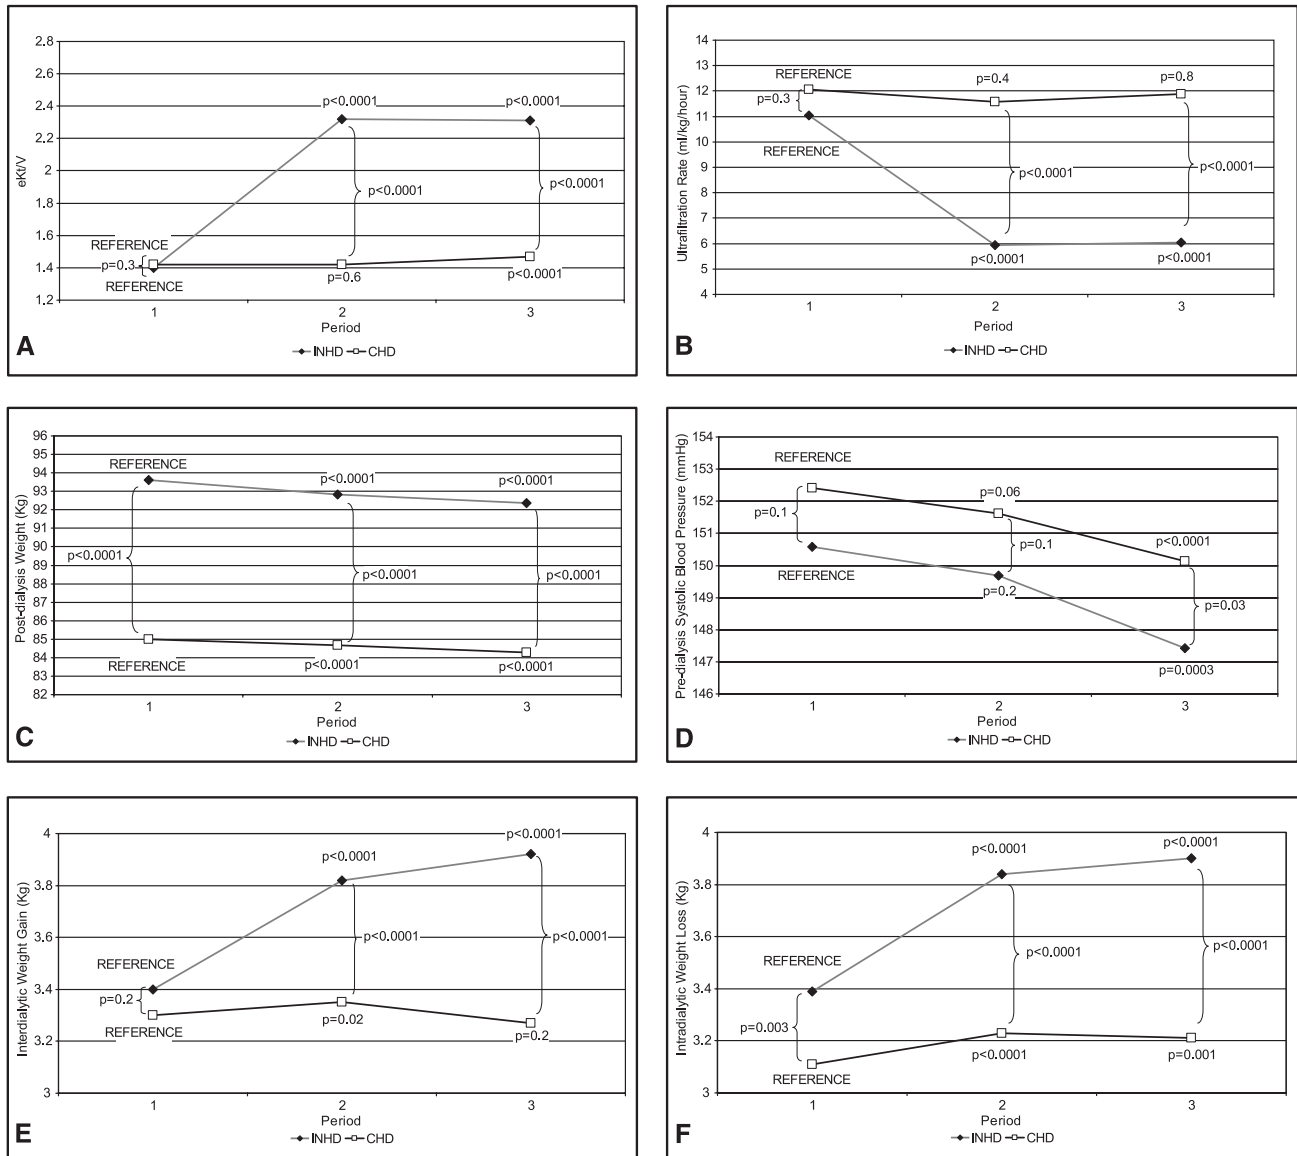 2.8
2.6
2.4
2.2
2
1.8
1.6
1.4
1.2
eKt/V
p<0.0001
p<0.0001
p<0.0001
p<0.0001
REFERENCE
p=0.3
REFERENCE
p=0.6
p<0.0001
1 2 3
Period
A
INHD CHD
14
13
12
11
10
9
8
7
6
5
4
Ultrafiltration Rate (ml/kg/hour)
REFERENCE
p=0.4
p=0.8
p=0.3
REFERENCE
p<0.0001
p<0.0001
p<0.0001
p<0.0001
1 2 3
Period
B
INHD CHD
96
95
94
93
92
91
90
89
88
87
86
85
84
83
82
Post-dialysis Weight (Kg)
REFERENCE
p<0.0001
p<0.0001
p<0.0001
p<0.0001
p<0.0001
REFERENCE
p<0.0001
p<0.0001
1 2 3
Period
C
INHD CHD
154
153
152
151
150
149
148
147
146
Pre-dialysis Systolic Blood Pressure (mmHg)
REFERENCE
p=0.06
p=0.1
p=0.1
p<0.0001
REFERENCE
p=0.2
p=0.03
p=0.0003
1 2 3
Period
D
INHD CHD
4
3.8
3.6
3.4
3.2
3
Interdialytic Weight Gain (Kg)
p<0.0001
p<0.0001
p<0.0001
p<0.0001
REFERENCE
p=0.2
REFERENCE
p=0.02
p=0.2
1 2 3
Period
E
INHD CHD
4
3.8
3.6
3.4
3.2
3
Intradialytic Weight Loss (Kg)
p<0.0001
p<0.0001
REFERENCE
p<0.0001
p<0.0001
p=0.003
REFERENCE
p<0.0001
p=0.001
1 2 3
Period
F
INHD CHD